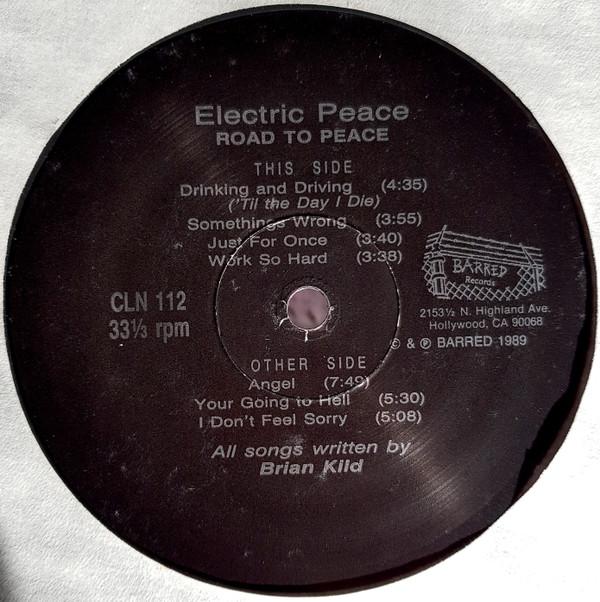 Electric Peace
ROAD TO PEACE
THIS SIDE
Drinking and Driving (4:35)
('Til the Day I Die)
Somethings Wrong (3:55)
Just For Once (3:40)
Work So Hard (3:38)
BARRED
Records
2153½ N. Highland Ave.
Hollywood, CA 90068
© & ℗ BARRED 1989
CLN 112
33⅓ rpm
OTHER SIDE
Angel (7:49)
Your Going to Hell (5:30)
I Don't Feel Sorry (5:08)
All songs written by
Brian Kild